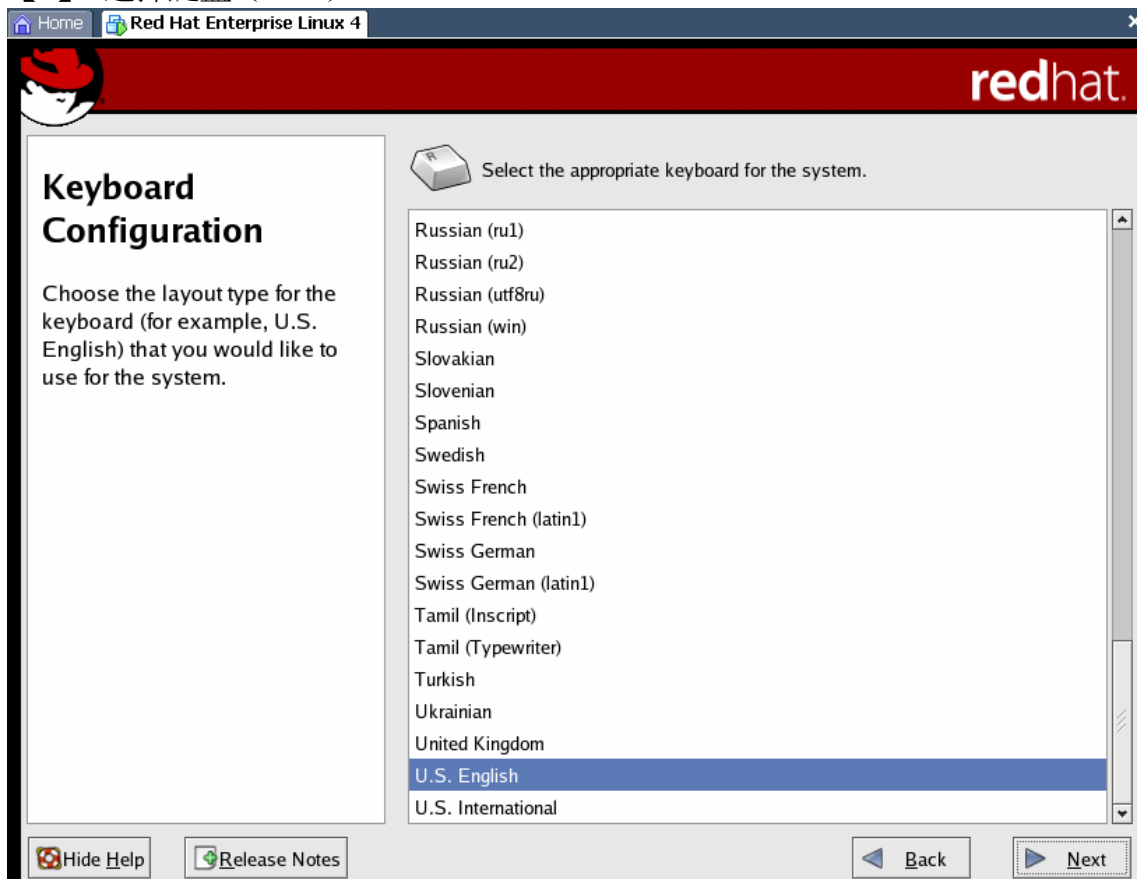 Home
Red Hat Enterprise Linux 4
redhat.
Keyboard
Configuration
Choose the layout type for the
keyboard (for example, U.S.
English) that you would like to
use for the system.
R
Select the appropriate keyboard for the system.
Russian (ru1)
Russian (ru2)
Russian (utf8ru)
Russian (win)
Slovakian
Slovenian
Spanish
Swedish
Swiss French
Swiss French (latin1)
Swiss German
Swiss German (latin1)
Tamil (Inscript)
Tamil (Typewriter)
Turkish
Ukrainian
United Kingdom
U.S. English
U.S. International
Hide Help
Release Notes
Back
Next